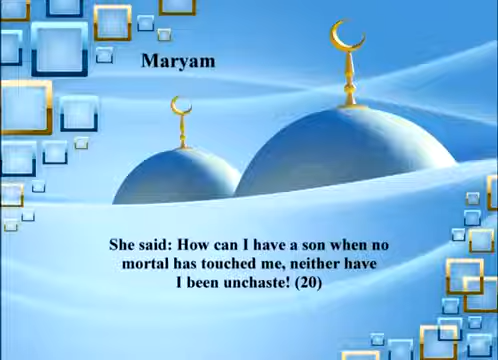 Maryam
She said: How can I have a son when no
mortal has touched me, neither have
I been unchaste! (20)